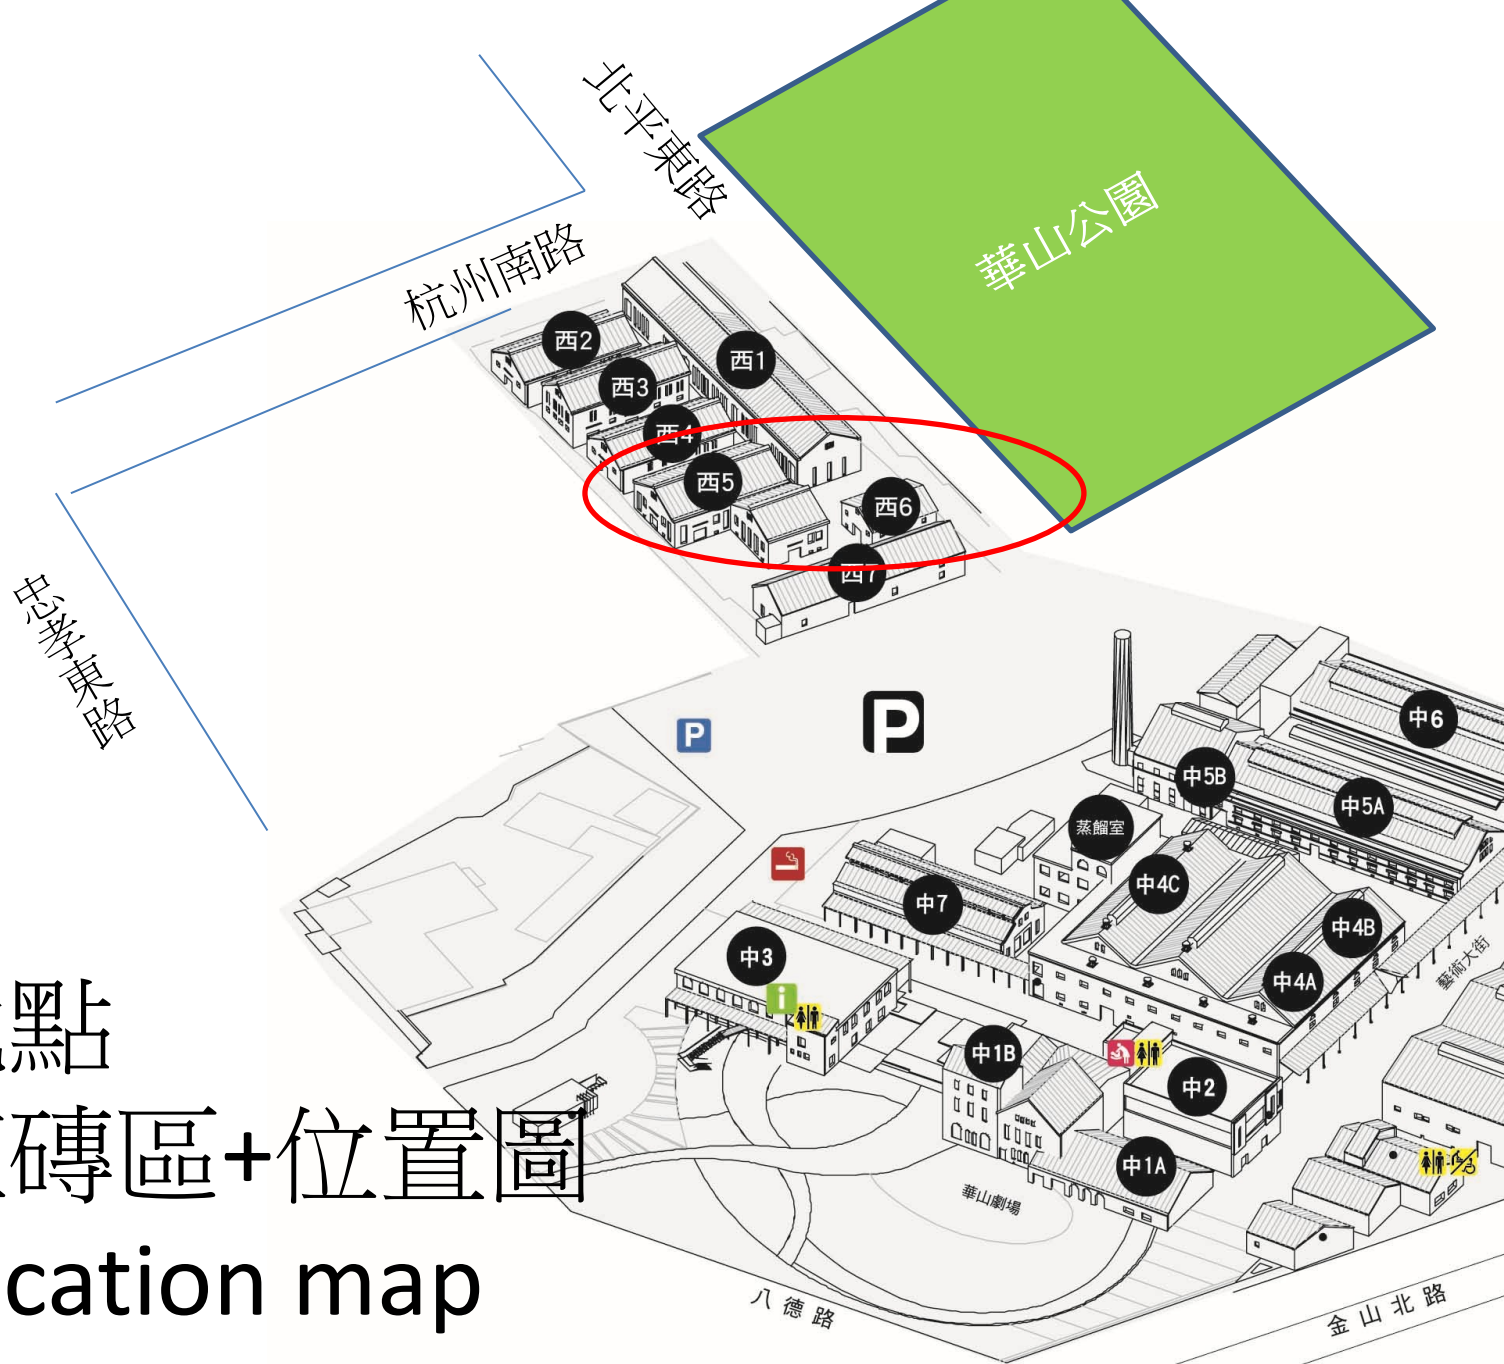 北平東路
華山公園
杭州南路
西2
西1
西3
西4
西5
西6
西7
忠孝東路
P
P
中6
中5B
中5A
蒸餾室
中4C
中7
中4B
藝術大街
中3
中4A
i
點
中1B
中2
磚區+位置圖
中1A
華山劇場
cation map
八德路
金山北路